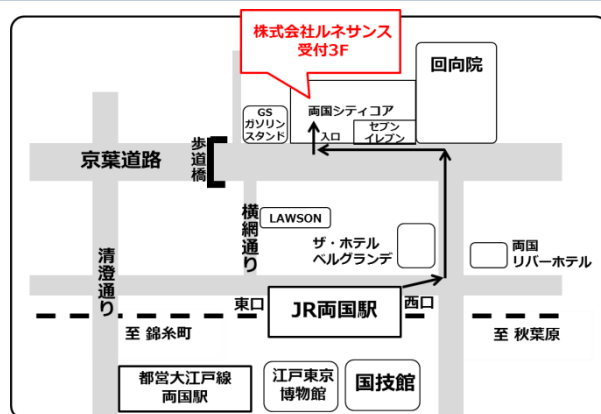 株式会社ルネサンス
受付3F
回向院
GS
ガソリン
スタンド
両国シティコア
入口
セブン
イレブン
京葉道路
歩道橋
LAWSON
横網通り
清澄通り
ザ・ホテル
ベルグランデ
両国
リバーホテル
東口
JR両国駅
西口
至 錦糸町
至 秋葉原
都営大江戸線
両国駅
江戸東京
博物館
国技館